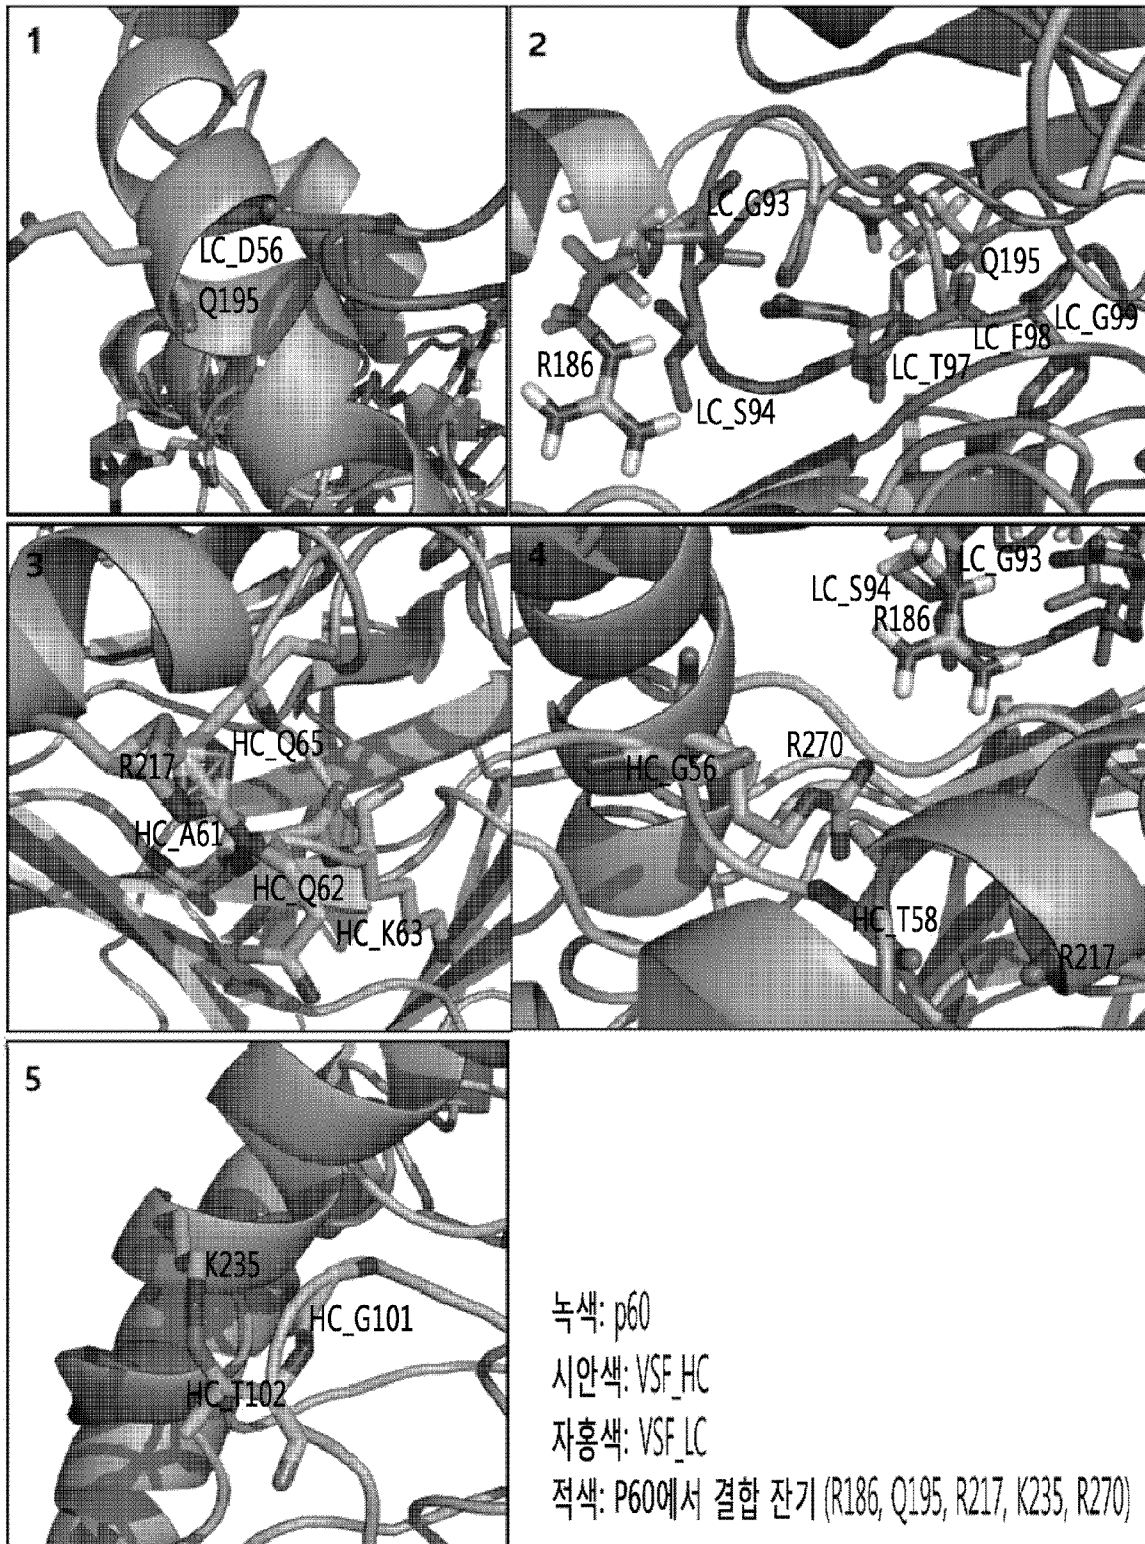 1
LC_D56
Q195
2
LC_G93
Q195
R186
LC_G99
LC_F98
LC_T97
LC_S94
3
HC_Q65
R217
HC_A61
HC_Q62
HC_K63
4
LC_G93
LC_S94
R186
R270
HC_G56
HC_T58
R217
5
K235
HC_G101
HC_T102
녹색: p60
시안색: VSF_HC
자홍색: VSF_LC
적색: P60에서 결합 잔기 (R186, Q195, R217, K235, R270)